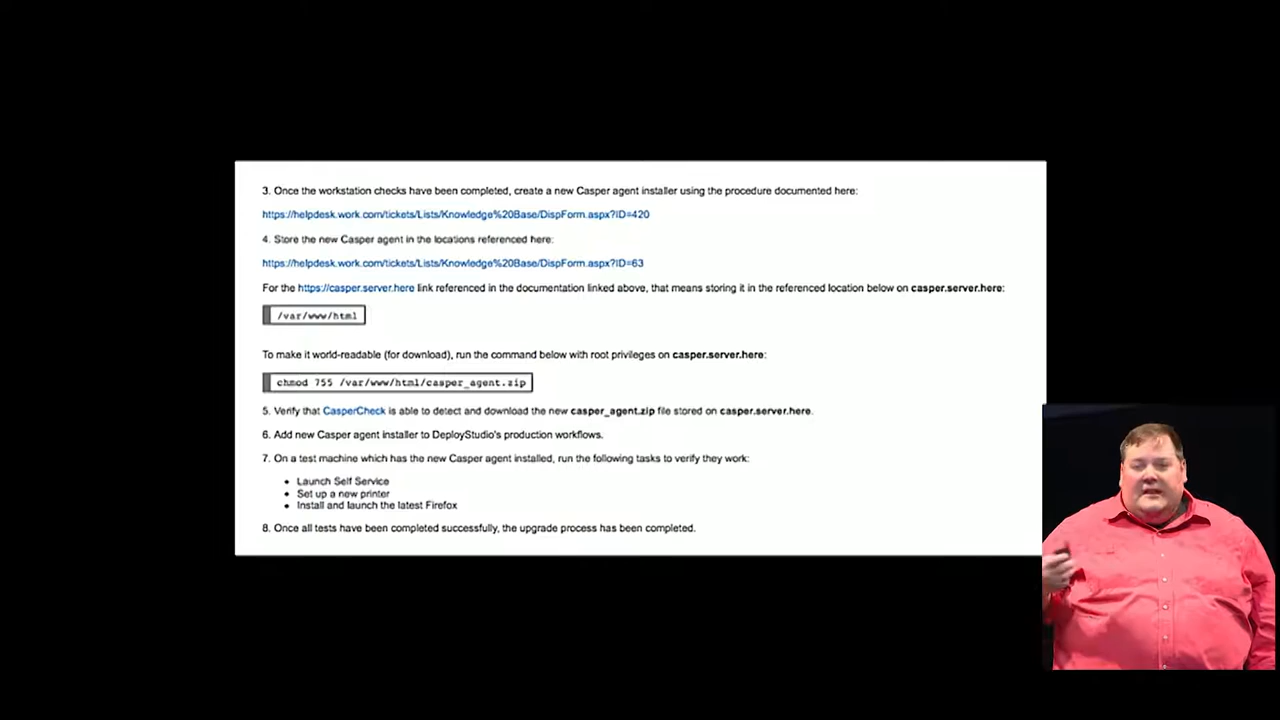 3. Once the workstation checks have been completed, create a new Casper agent installer using the procedure documented here:
https://helpdesk.work.com/tickets/Lists/Knowledge%20Base/DispForm.aspx?ID=420
4. Store the new Casper agent in the locations referenced here:
https://helpdesk.work.com/tickets/Lists/Knowledge%20Base/DispForm.aspx?ID=63
For the https://casper.server.here link referenced in the documentation linked above, that means storing it in the referenced location below on casper.server.here:
/var/www/html
To make it world-readable (for download), run the command below with root privileges on casper.server.here:
chmod 755 /var/www/html/casper_agent.zip
5. Verify that CasperCheck is able to detect and download the new casper_agent.zip file stored on casper.server.here.
6. Add new Casper agent installer to DeployStudio's production workflows.
7. On a test machine which has the new Casper agent installed, run the following tasks to verify they work:
• Launch Self Service
• Set up a new printer
• Install and launch the latest Firefox
8. Once all tests have been completed successfully, the upgrade process has been completed.